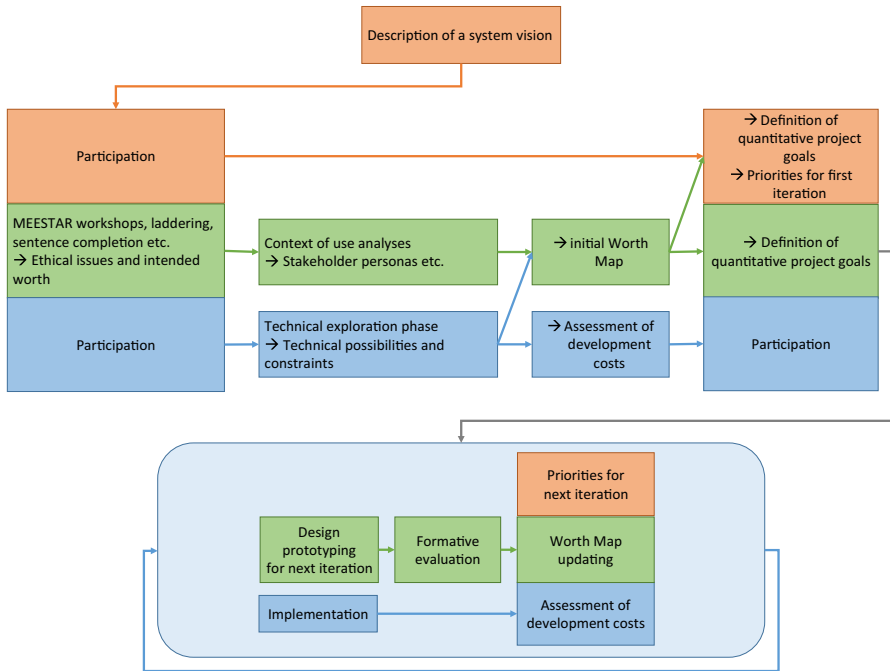 Description of a system vision
Participation
→ Definition of
quantitative project
goals
→ Priorities for first
iteration
MEESTAR workshops, laddering,
sentence completion etc.
→ Ethical issues and intended
worth
Context of use analyses
→ Stakeholder personas etc.
→ initial Worth
Map
→ Definition of
quantitative project goals
Participation
Technical exploration phase
→ Technical possibilities and
constraints
→ Assessment of
development
costs
Participation
Priorities for
next iteration
Design
prototyping
for next iteration
Formative
evaluation
Worth Map
updating
Implementation
Assessment of
development costs